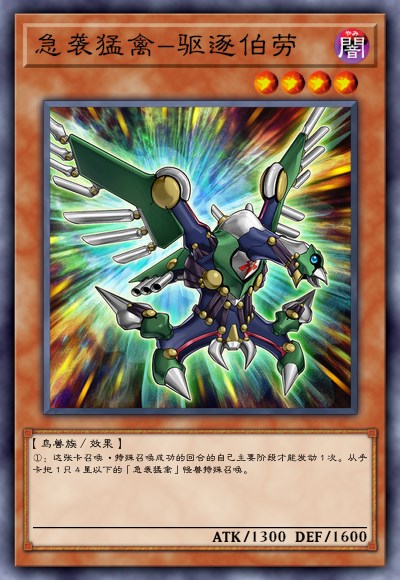 急袭猛禽-驱逐伯劳
やみ
闇
【鸟兽族／效果】
①：这张卡召唤·特殊召唤成功的回合的自己主要阶段才能发动1次。从手
卡把1只4星以下的「急袭猛禽」怪兽特殊召唤。
ATK/1300 DEF/1600